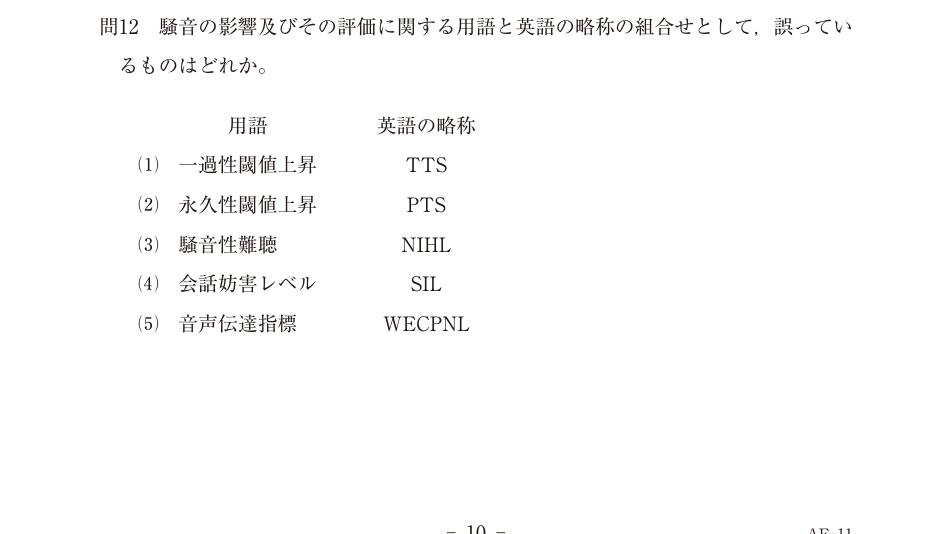 問12 騒音の影響及びその評価に関する用語と英語の略称の組合せとして，誤ってい
るものはどれか。
用語 英語の略称
⑴ 一過性閾値上昇 TTS
⑵ 永久性閾値上昇 PTS
⑶ 騒音性難聴 NIHL
⑷ 会話妨害レベル SIL
⑸ 音声伝達指標 WECPNL
− 10 −